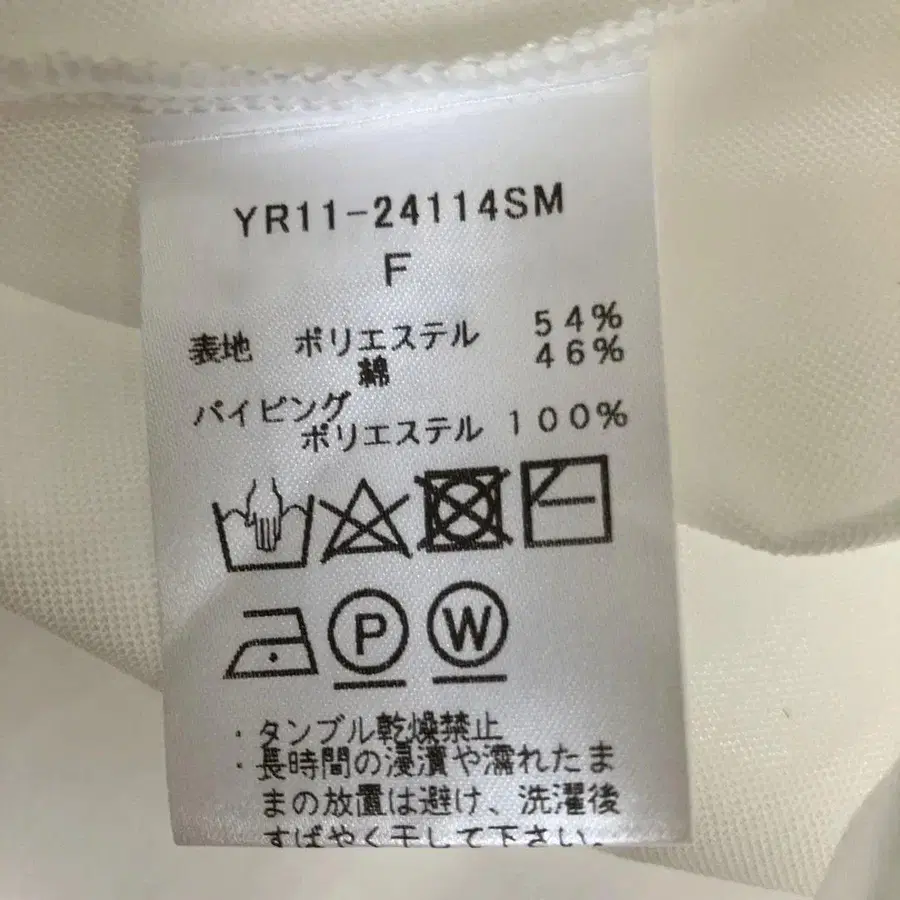 YR11-24114SM
F
表地 ポリエステル 54%
綿 46%
パイピング
ポリエステル 100%
P W
・タンブル乾燥禁止
・長時間の浸漬や濡れたま
まの放置は避け、洗濯後
すばやく干して下さい。